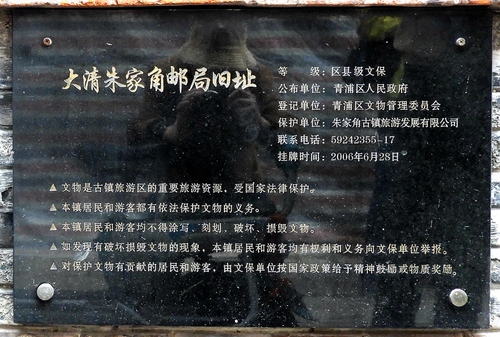 大清朱家角邮局旧址
等　　级：区县级文保
公布单位：青浦区人民政府
登记单位：青浦区文物管理委员会
保护单位：朱家角古镇旅游发展有限公司
联系电话：59242355-17
挂牌时间：2006年6月28日
▲ 文物是古镇旅游区的重要旅游资源，受国家法律保护。
▲ 本镇居民和游客都有依法保护文物的义务。
▲ 本镇居民和游客均不得涂写、刻划、破坏、损毁文物。
▲ 如发现有破坏损毁文物的现象，本镇居民和游客均有权利和义务向文保单位举报。
▲ 对保护文物有贡献的居民和游客，由文保单位按国家政策给予精神鼓励或物质奖励。